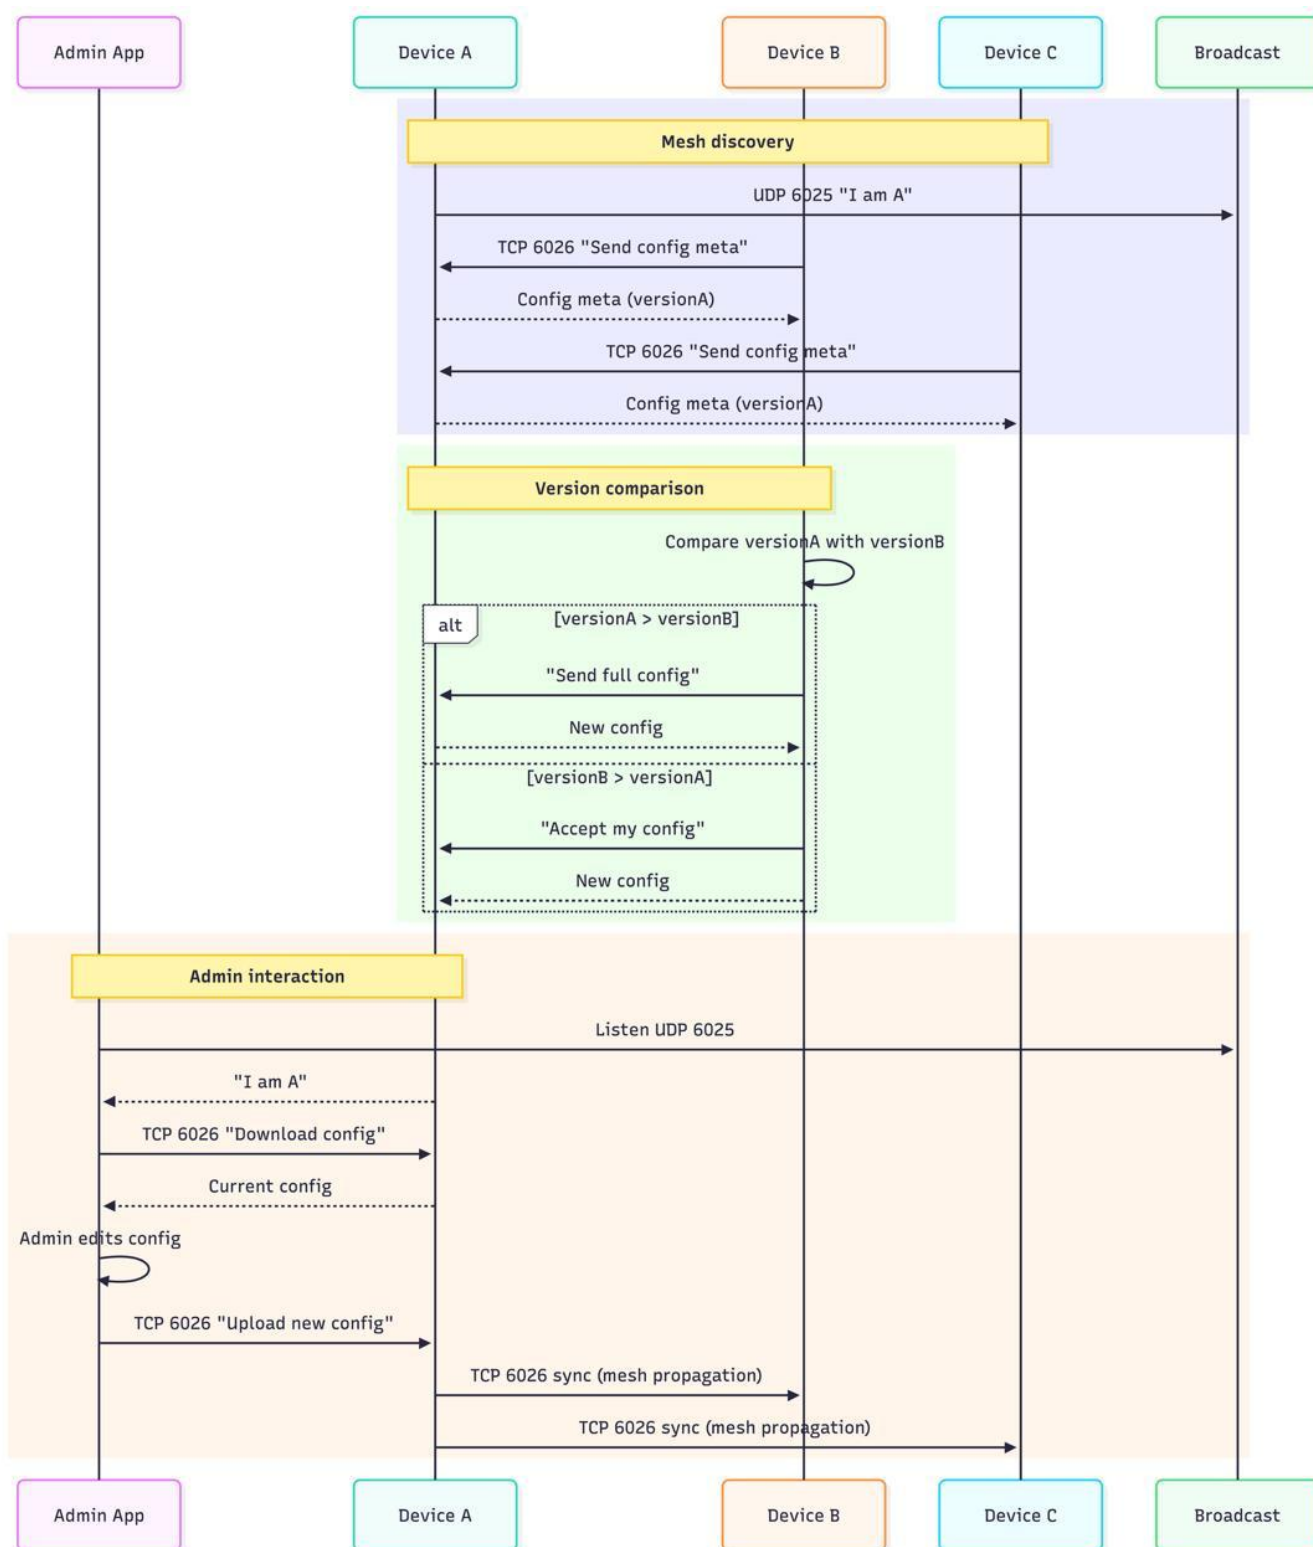 Admin App
Device A
Device B
Device C
Broadcast
Mesh discovery
UDP 6025 "I am A"
TCP 6026 "Send config meta"
Config meta (versionA)
TCP 6026 "Send config meta"
Config meta (versionA)
Version comparison
Compare versionA with versionB
alt
[versionA > versionB]
"Send full config"
New config
[versionB > versionA]
"Accept my config"
New config
Admin interaction
Listen UDP 6025
"I am A"
TCP 6026 "Download config"
Current config
Admin edits config
TCP 6026 "Upload new config"
TCP 6026 sync (mesh propagation)
TCP 6026 sync (mesh propagation)
Admin App
Device A
Device B
Device C
Broadcast